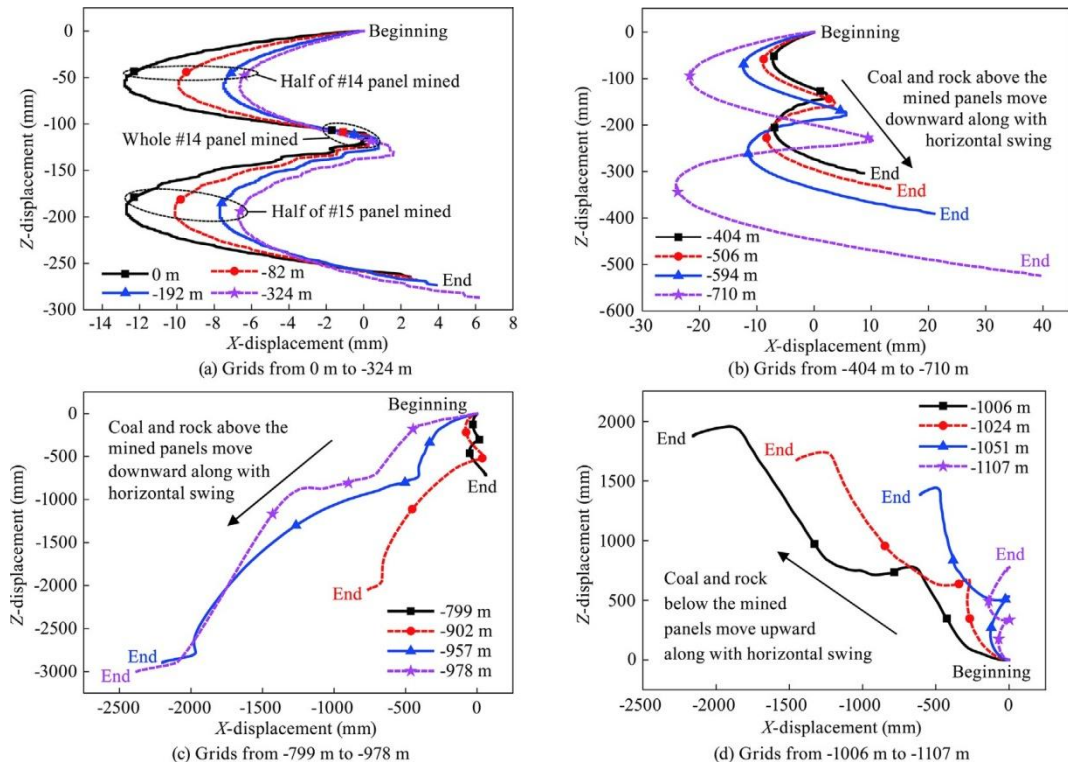 0
-50
-100
-150
-200
-250
-300
Z-displacement (mm)
Beginning
Half of #14 panel mined
Whole #14 panel mined
Half of #15 panel mined
End
0 m
-82 m
-192 m
-324 m
-14 -12 -10 -8 -6 -4 -2 0 2 4 6 8
X-displacement (mm)
(a) Grids from 0 m to -324 m
0
-100
-200
-300
-400
-500
-600
Z-displacement (mm)
Beginning
Coal and rock above the
mined panels move
downward along with
horizontal swing
End
End
End
End
-404 m
-506 m
-594 m
-710 m
-30 -20 -10 0 10 20 30 40
X-displacement (mm)
(b) Grids from -404 m to -710 m
0
-500
-1000
-1500
-2000
-2500
-3000
Z-displacement (mm)
Beginning
Coal and rock above the
mined panels move
downward along with
horizontal swing
End
End
End
End
-799 m
-902 m
-957 m
-978 m
-2500 -2000 -1500 -1000 -500 0
X-displacement (mm)
(c) Grids from -799 m to -978 m
2000
1500
1000
500
0
Z-displacement (mm)
End
End
End
End
-1006 m
-1024 m
-1051 m
-1107 m
Coal and rock
below the mined
panels move upward
along with horizontal swing
Beginning
-2500 -2000 -1500 -1000 -500 0
X-displacement (mm)
(d) Grids from -1006 m to -1107 m